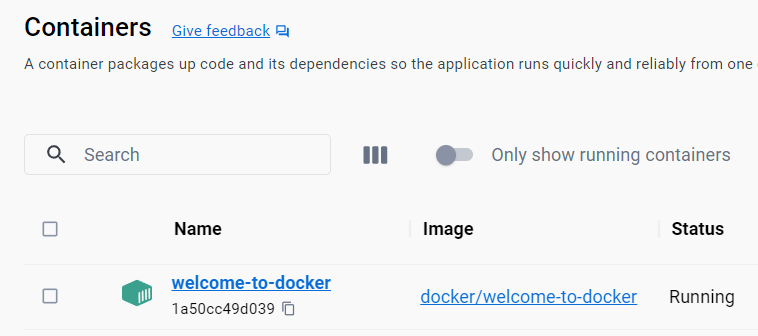 Containers Give feedback
A container packages up code and its dependencies so the application runs quickly and reliably from one
Search Only show running containers
Name Image Status
welcome-to-docker
1a50cc49d039 docker/welcome-to-docker Running